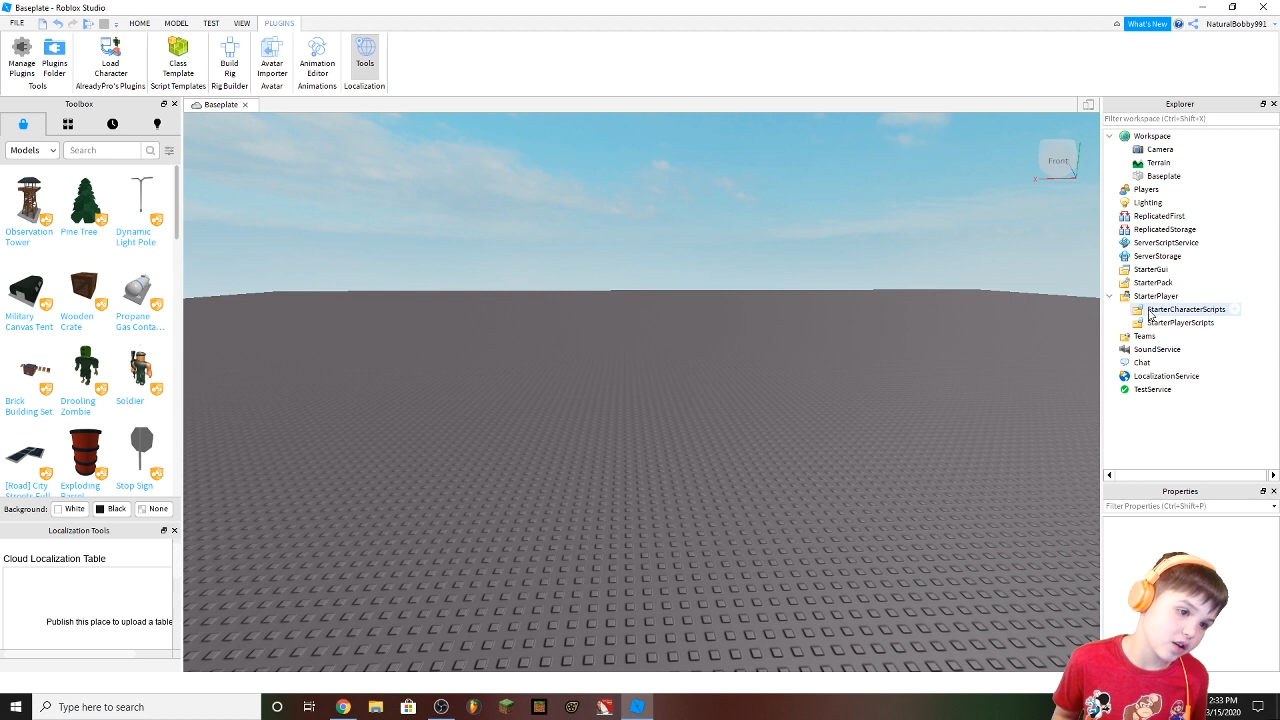 Baseplate - Roblox Studio
FILE HOME MODEL TEST VIEW PLUGINS What's New NaturalBobby991
Manage Plugins
Plugins Folder
Load Character
Class Template
Build Rig
Avatar Importer
Animation Editor
Tools
Tools AlreadyPro's Plugins Script Templates Rig Builder Avatar Animations Localization
Toolbox
Models Search
Observation Tower
Pine Tree
Dynamic Light Pole
Military Canvas Tent
Wooden Crate
Propane Gas Conta...
Brick Building Set
Drooling Zombie
Soldier
[Road] City Streets Full
Exploding Barrel
Stop Sign
Background: White Black None
Localization Tools
Cloud Localization Table
Publish this place to upload a table
Baseplate
Front
X
Explorer
Filter workspace (Ctrl+Shift+X)
Workspace
Camera
Terrain
Baseplate
Players
Lighting
ReplicatedFirst
ReplicatedStorage
ServerScriptService
ServerStorage
StarterGui
StarterPack
StarterPlayer
StarterCharacterScripts
StarterPlayerScripts
Teams
SoundService
Chat
LocalizationService
TestService
Properties
Filter Properties (Ctrl+Shift+P)
Type here to search
2:33 PM
3/15/2020